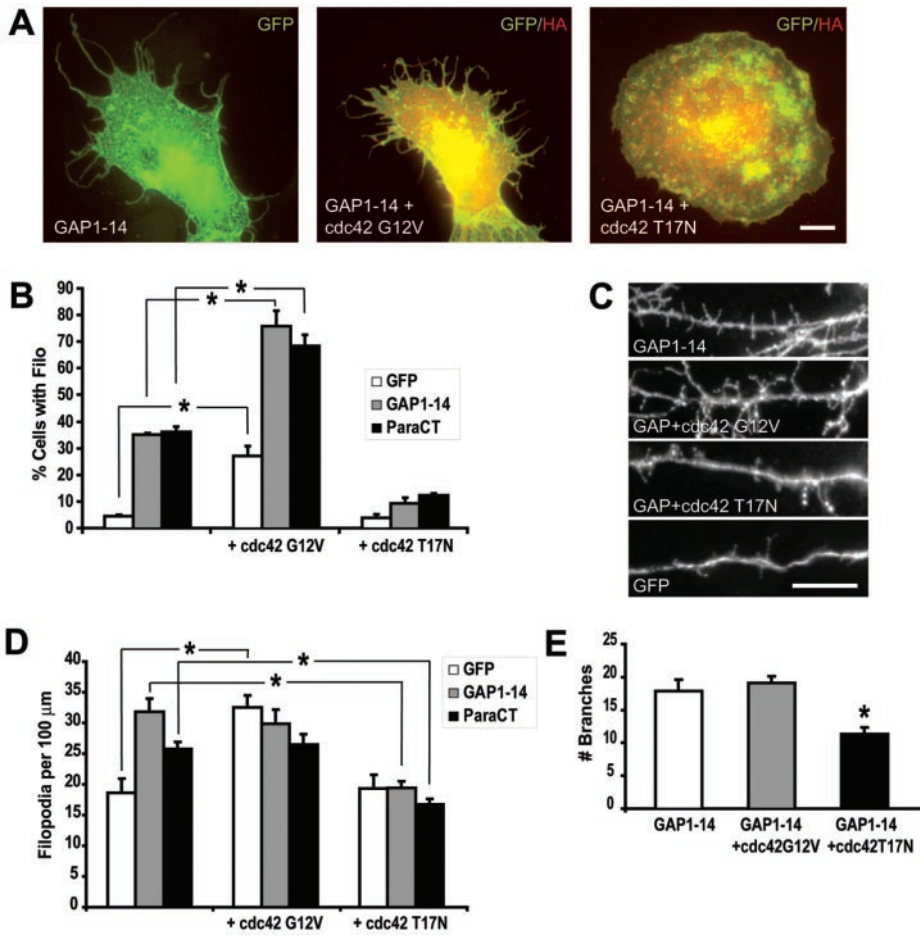 A
GFP
GAP1-14
GFP/HA
GAP1-14 +
cdc42 G12V
GFP/HA
GAP1-14 +
cdc42 T17N
B
% Cells with Filo
90
80
70
60
50
40
30
20
10
0
*
*
*
GFP
GAP1-14
ParaCT
+ cdc42 G12V
+ cdc42 T17N
C
GAP1-14
GAP+cdc42 G12V
GAP+cdc42 T17N
GFP
D
Filopodia per 100 µm
40
35
30
25
20
15
10
5
0
*
*
*
GFP
GAP1-14
ParaCT
+ cdc42 G12V
+ cdc42 T17N
E
# Branches
25
20
15
10
5
0
*
GAP1-14
GAP1-14
+cdc42G12V
GAP1-14
+cdc42T17N